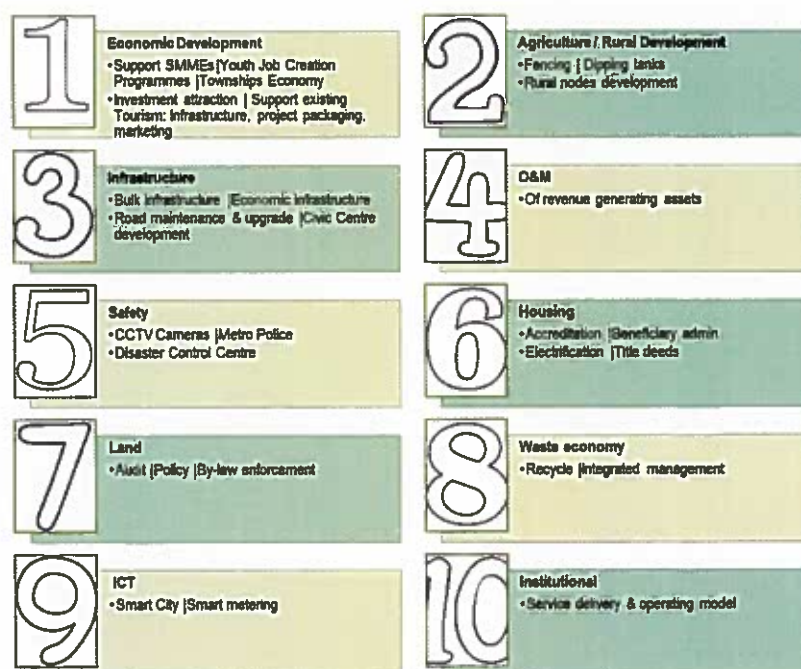 1
Economic Development
•Support SMMEs|Youth Job Creation
Programmes |Townships Economy
•Investment attraction | Support existing
Tourism: Infrastructure, project packaging,
marketing
2
Agriculture / Rural Development
•Fencing | Dipping tanks
•Rural nodes development
3
Infrastructure
•Bulk Infrastructure |Economic Infrastructure
•Road maintenance & upgrade |Civic Centre
development
4
O&M
•Of revenue generating assets
5
Safety
•CCTV Cameras |Metro Police
•Disaster Control Centre
6
Housing
•Accreditation |Beneficiary admin
•Electrification |Title deeds
7
Land
•Audit |Policy |By-law enforcement
8
Waste economy
•Recycle |Integrated management
9
ICT
•Smart City |Smart metering
10
Institutional
•Service delivery & operating model